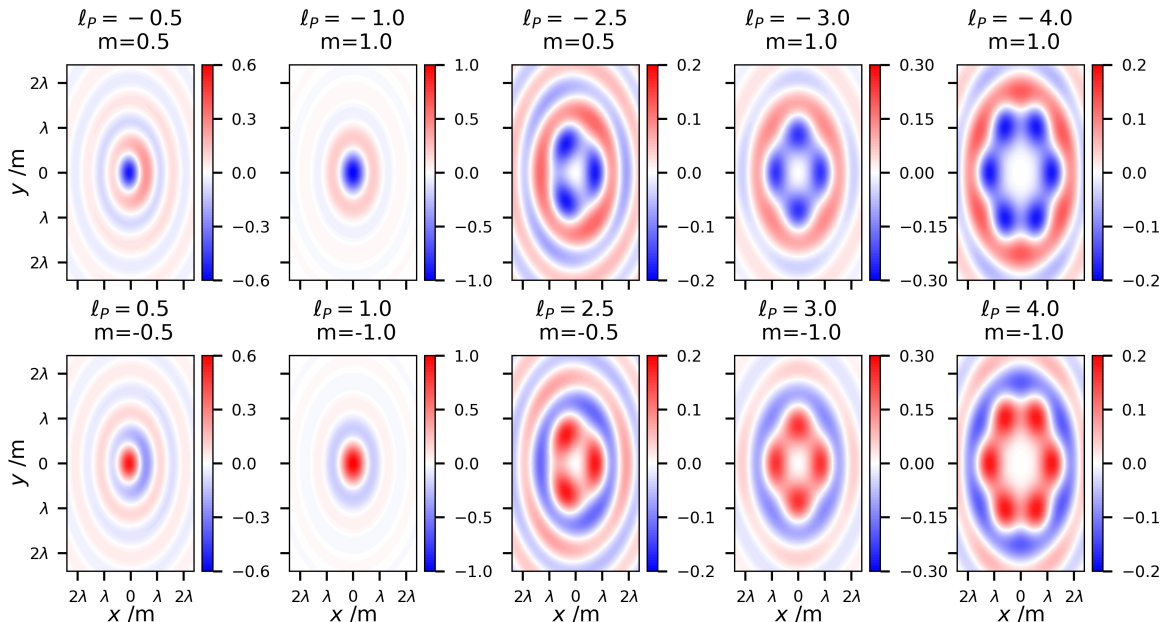 ℓ_P = −0.5 ℓ_P = −1.0 ℓ_P = −2.5 ℓ_P = −3.0 ℓ_P = −4.0
m=0.5 m=1.0 m=0.5 m=1.0 m=1.0
0.6 1.0 0.2 0.30 0.2
2λ
0.3 0.5 0.1 0.15 0.1
λ
y /m 0 0.0 0.0 0.0 0.00 0.0
λ
−0.3 −0.5 −0.1 −0.15 −0.1
2λ
−0.6 −1.0 −0.2 −0.30 −0.2
ℓ_P = 0.5 ℓ_P = 1.0 ℓ_P = 2.5 ℓ_P = 3.0 ℓ_P = 4.0
m=-0.5 m=-1.0 m=-0.5 m=-1.0 m=-1.0
0.6 1.0 0.2 0.30 0.2
2λ
0.3 0.5 0.1 0.15 0.1
λ
y /m 0 0.0 0.0 0.0 0.00 0.0
λ
−0.3 −0.5 −0.1 −0.15 −0.1
2λ
−0.6 −1.0 −0.2 −0.30 −0.2
2λ λ 0 λ 2λ 2λ λ 0 λ 2λ 2λ λ 0 λ 2λ 2λ λ 0 λ 2λ 2λ λ 0 λ 2λ
x /m x /m x /m x /m x /m